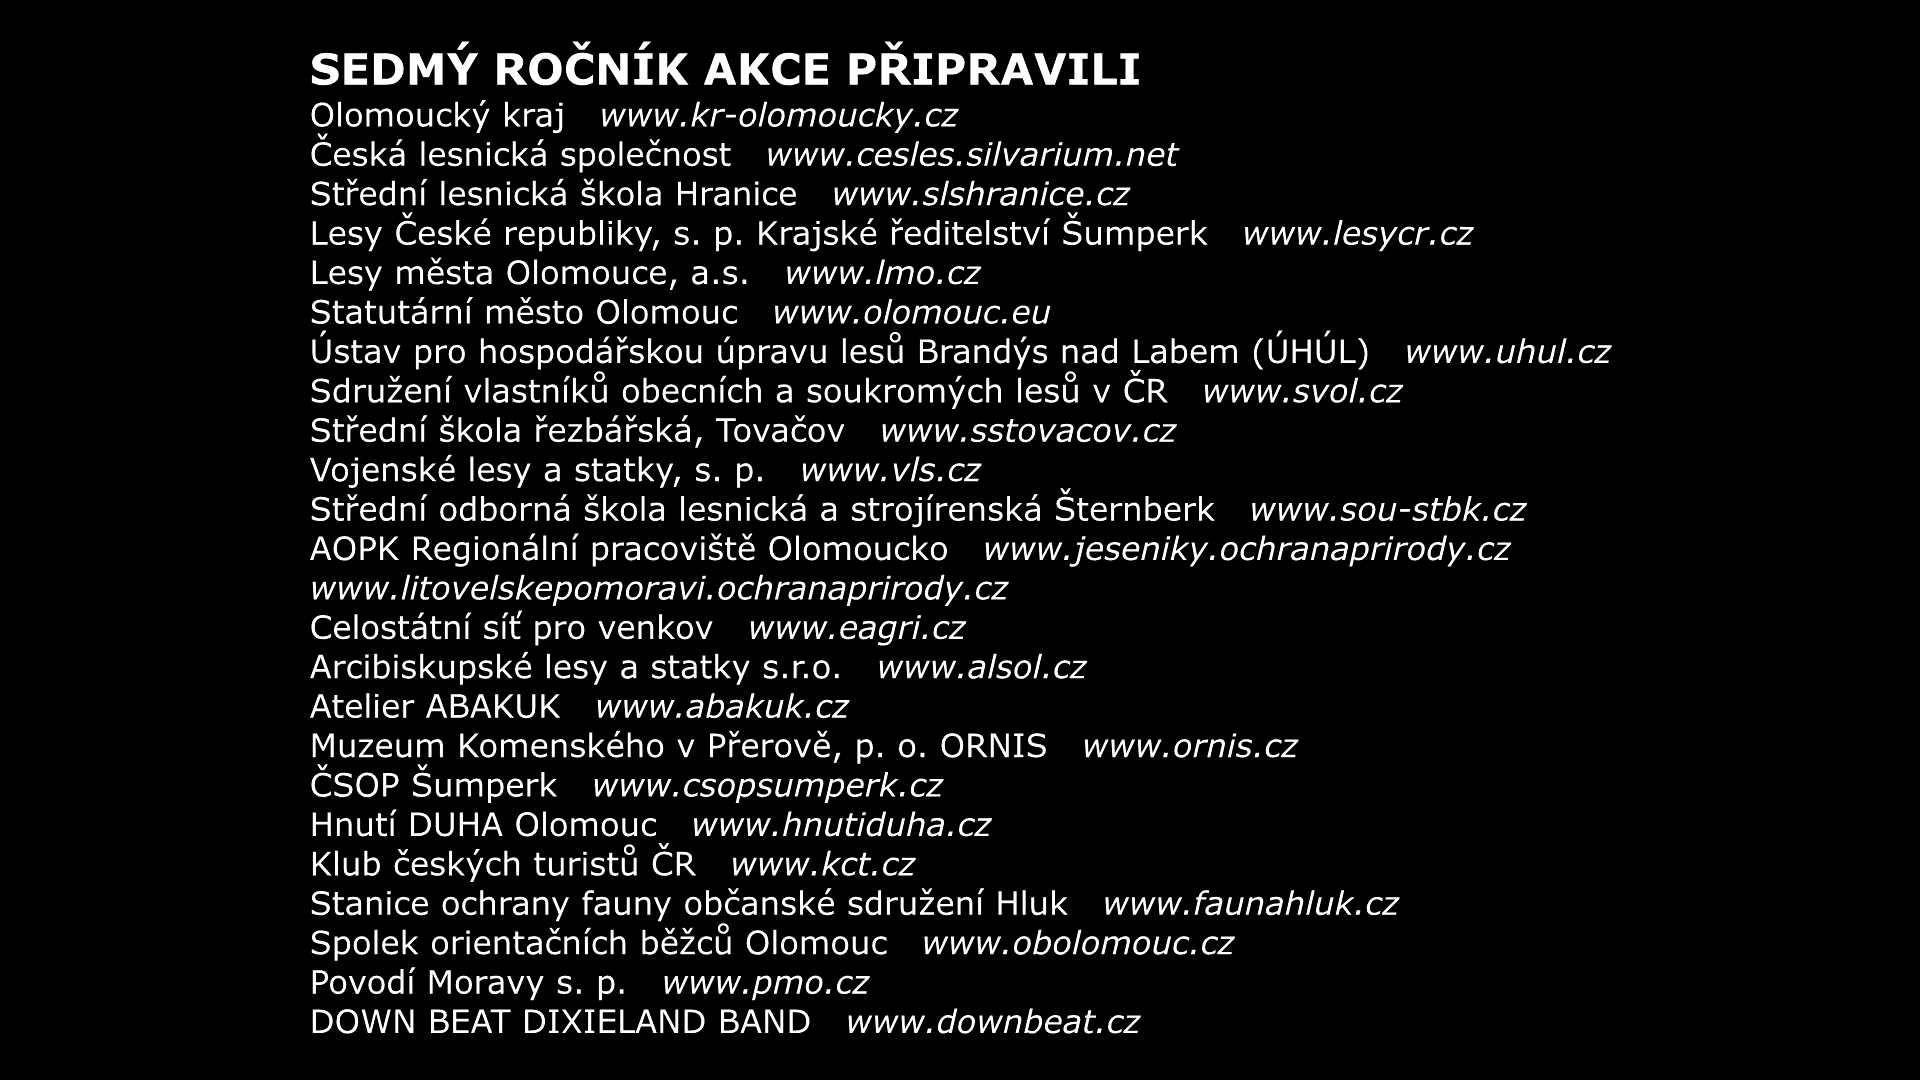 SEDMÝ ROČNÍK AKCE PŘIPRAVILI
Olomoucký kraj www.kr-olomoucky.cz
Česká lesnická společnost www.cesles.silvarium.net
Střední lesnická škola Hranice www.slshranice.cz
Lesy České republiky, s. p. Krajské ředitelství Šumperk www.lesycr.cz
Lesy města Olomouce, a.s. www.lmo.cz
Statutární město Olomouc www.olomouc.eu
Ústav pro hospodářskou úpravu lesů Brandýs nad Labem (ÚHÚL) www.uhul.cz
Sdružení vlastníků obecních a soukromých lesů v ČR www.svol.cz
Střední škola řezbářská, Tovačov www.sstovacov.cz
Vojenské lesy a statky, s. p. www.vls.cz
Střední odborná škola lesnická a strojírenská Šternberk www.sou-stbk.cz
AOPK Regionální pracoviště Olomoucko www.jeseniky.ochranaprirody.cz
www.litovelskepomoravi.ochranaprirody.cz
Celostátní síť pro venkov www.eagri.cz
Arcibiskupské lesy a statky s.r.o. www.alsol.cz
Atelier ABAKUK www.abakuk.cz
Muzeum Komenského v Přerově, p. o. ORNIS www.ornis.cz
ČSOP Šumperk www.csopsumperk.cz
Hnutí DUHA Olomouc www.hnutiduha.cz
Klub českých turistů ČR www.kct.cz
Stanice ochrany fauny občanské sdružení Hluk www.faunahluk.cz
Spolek orientačních běžců Olomouc www.obolomouc.cz
Povodí Moravy s. p. www.pmo.cz
DOWN BEAT DIXIELAND BAND www.downbeat.cz